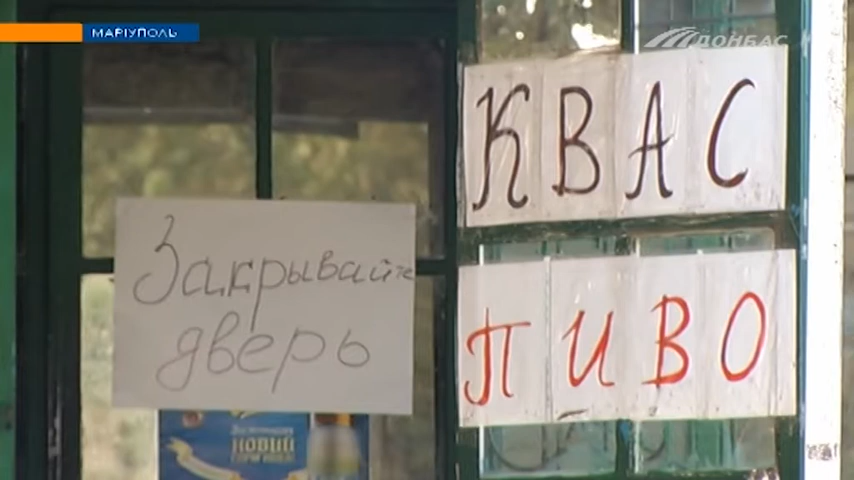 МАРІУПОЛЬ
ДОНБАС
КВАС
Закрывайте
дверь
ПИВО
НОВИЙ